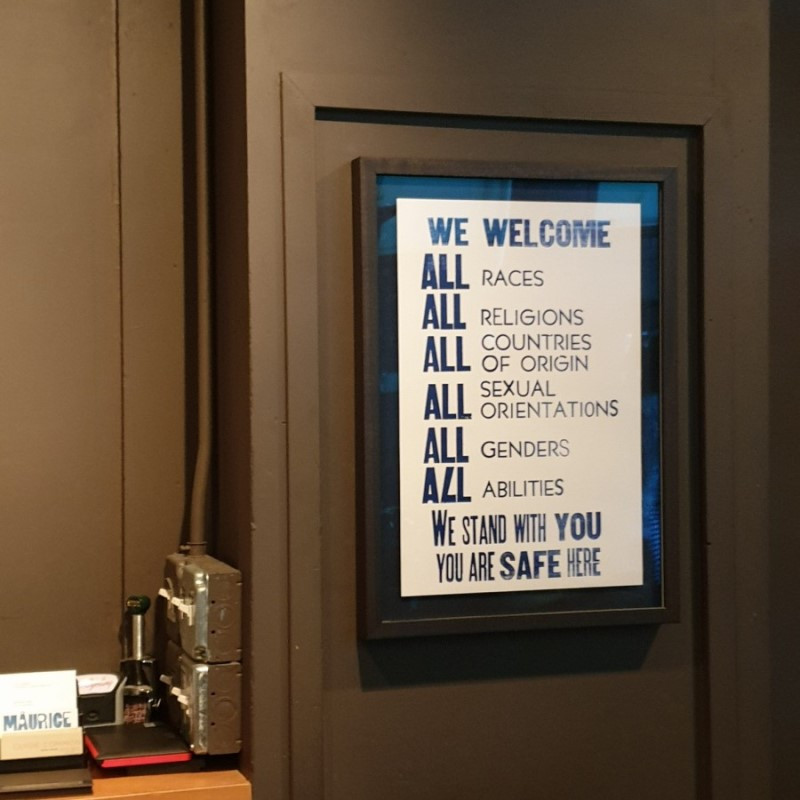 WE WELCOME
ALL RACES
ALL RELIGIONS
ALL COUNTRIES
OF ORIGIN
ALL SEXUAL
ORIENTATIONS
ALL GENDERS
ALL ABILITIES
WE STAND WITH YOU
YOU ARE SAFE HERE
MAURICE